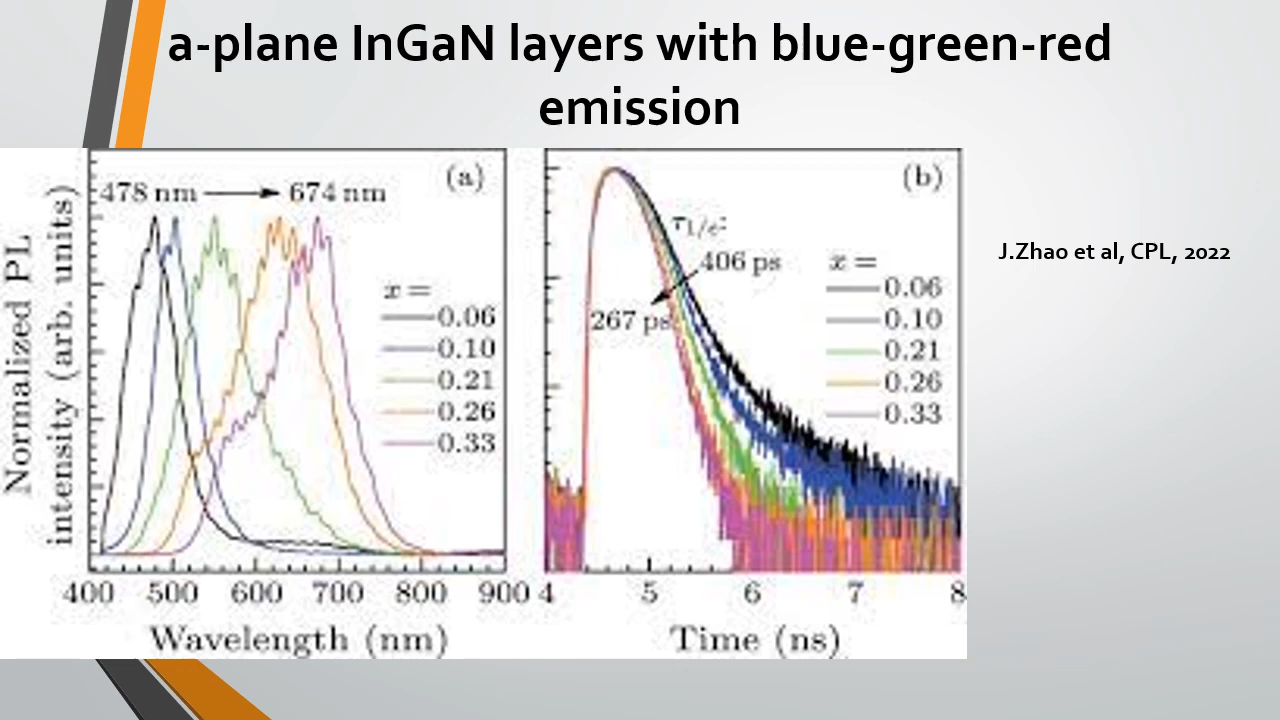 a-plane InGaN layers with blue-green-red
emission
J.Zhao et al, CPL, 2022
(a)
478 nm → 674 nm
x =
0.06
0.10
0.21
0.26
0.33
Normalized PL
intensity (arb. units)
400 500 600 700 800 900
Wavelength (nm)
(b)
406 ps
267 ps
x =
0.06
0.10
0.21
0.26
0.33
4 5 6 7 8
Time (ns)